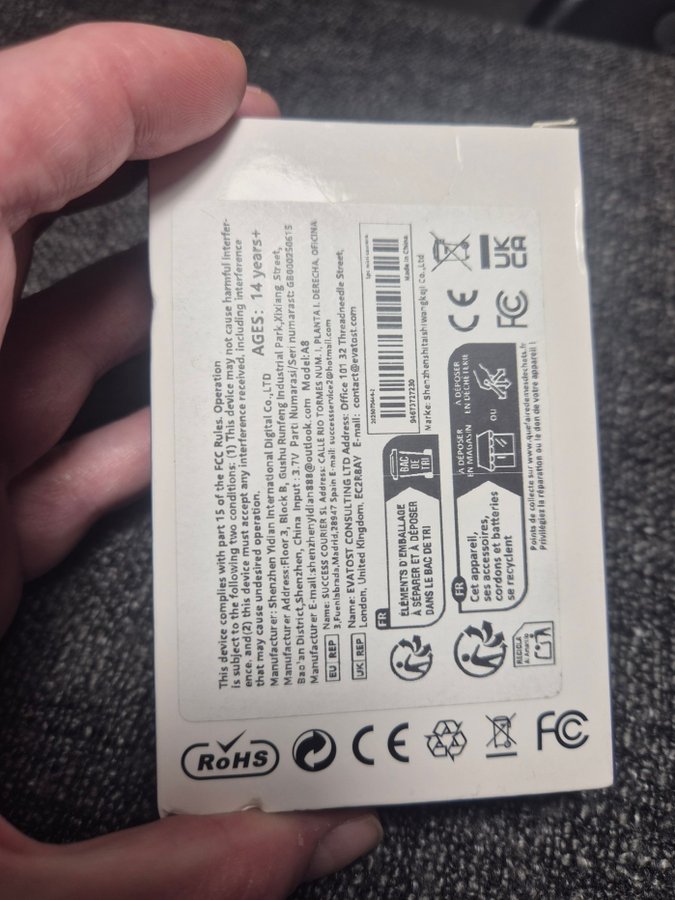 This device complies with part 15 of the FCC Rules. Operation
is subject to the following two conditions: (1) This device may not cause harmful interfer-
ence, and(2) this device must accept any interference received, including interference
that may cause undesired operation.
AGES: 14 years+
Manufacturer: Shenzhen Yidian International Digital Co.,LTD
Manufacturer Address:Floor3, Block B, Gushu Runfeng Industrial Park,Xixiang Street,
Bao'an District,Shenzhen, China Input : 3.7V Parti Numarasi/Seri numarast: GB000250615
Manufacturer E-mail:shenzhenyidian888@outlook.com Model:A8
EU REP
Name: SUCCESS COURIER SL Address: CALLE RIO TORMES NUM. I, PLANTA I. DERECHA, OFICINA
3,Fuenlabrada,Madrid,28947 Spain E-mail: successservice2@hotmail.com
UK REP
Name: EVATOST CONSULTING LTD Address: Office 101 32 Threadneedle Street,
London, United Kingdom, EC2R8AY E-mail: contact@evatost.com
94673727230
Made in China
Marke: Shenzhenshitaishiwangkeji Co.,Ltd
FR
ÉLÉMENTS D'EMBALLAGE
À SÉPARER ET À DÉPOSER
DANS LE BAC DE TRI
BAC
DE
TRI
CE
UK
CA
FC
FR
Cet appareil,
ses accessoires,
cordons et batteries
se recyclent
À DÉPOSER
EN MAGASIN
OU
À DÉPOSER
EN DÉCHÈTERIE
Points de collecte sur www.quefairedemesdechets.fr
Privilégiez la réparation ou le don de votre appareil !
RECICLA
RoHS
CE
FC